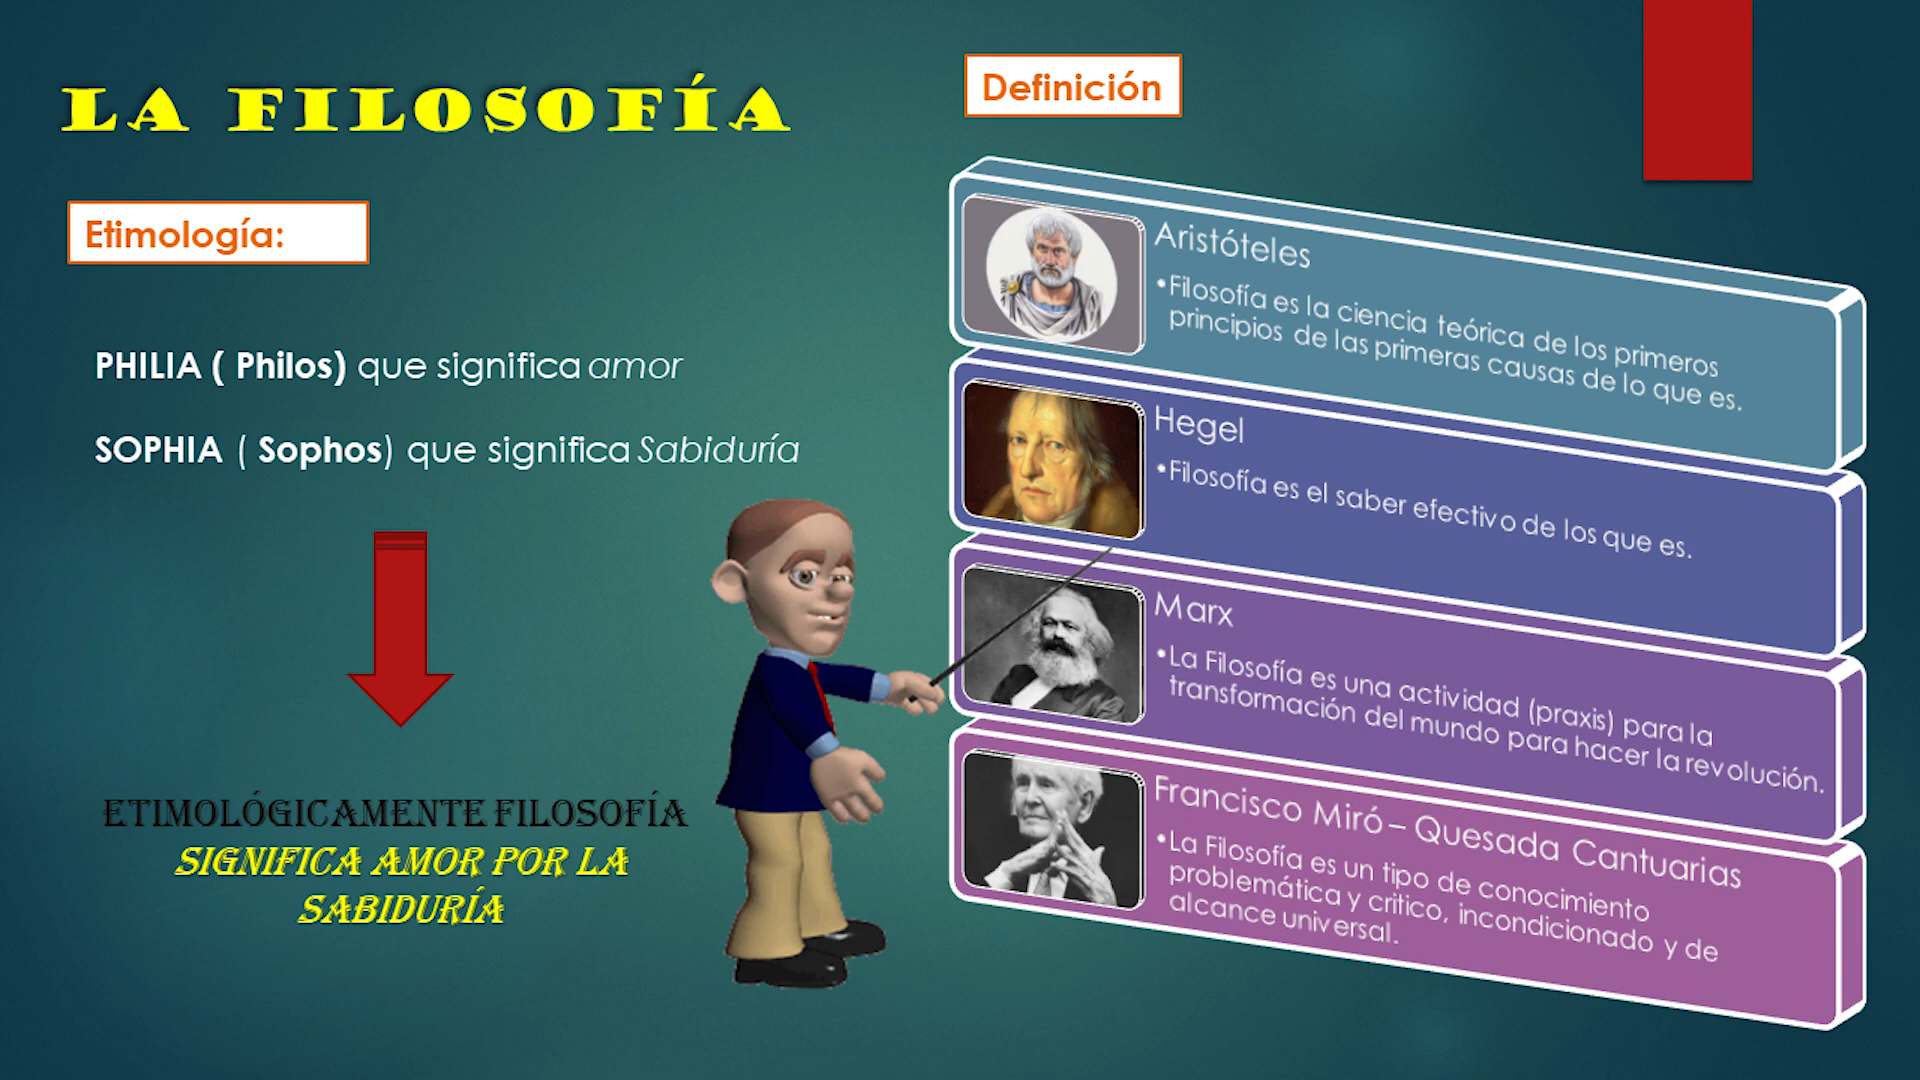 LA FILOSOFÍA
Etimología:
PHILIA ( Philos) que significa amor
SOPHIA ( Sophos) que significa Sabiduría
ETIMOLÓGICAMENTE FILOSOFÍA
SIGNIFICA AMOR POR LA
SABIDURÍA
Definición
Aristóteles
•Filosofía es la ciencia teórica de los primeros
principios de las primeras causas de lo que es.
Hegel
•Filosofía es el saber efectivo de los que es.
Marx
•La Filosofía es una actividad (praxis) para la
transformación del mundo para hacer la revolución.
Francisco Miró – Quesada Cantuarias
•La Filosofía es un tipo de conocimiento
problemática y critico, incondicionado y de
alcance universal.